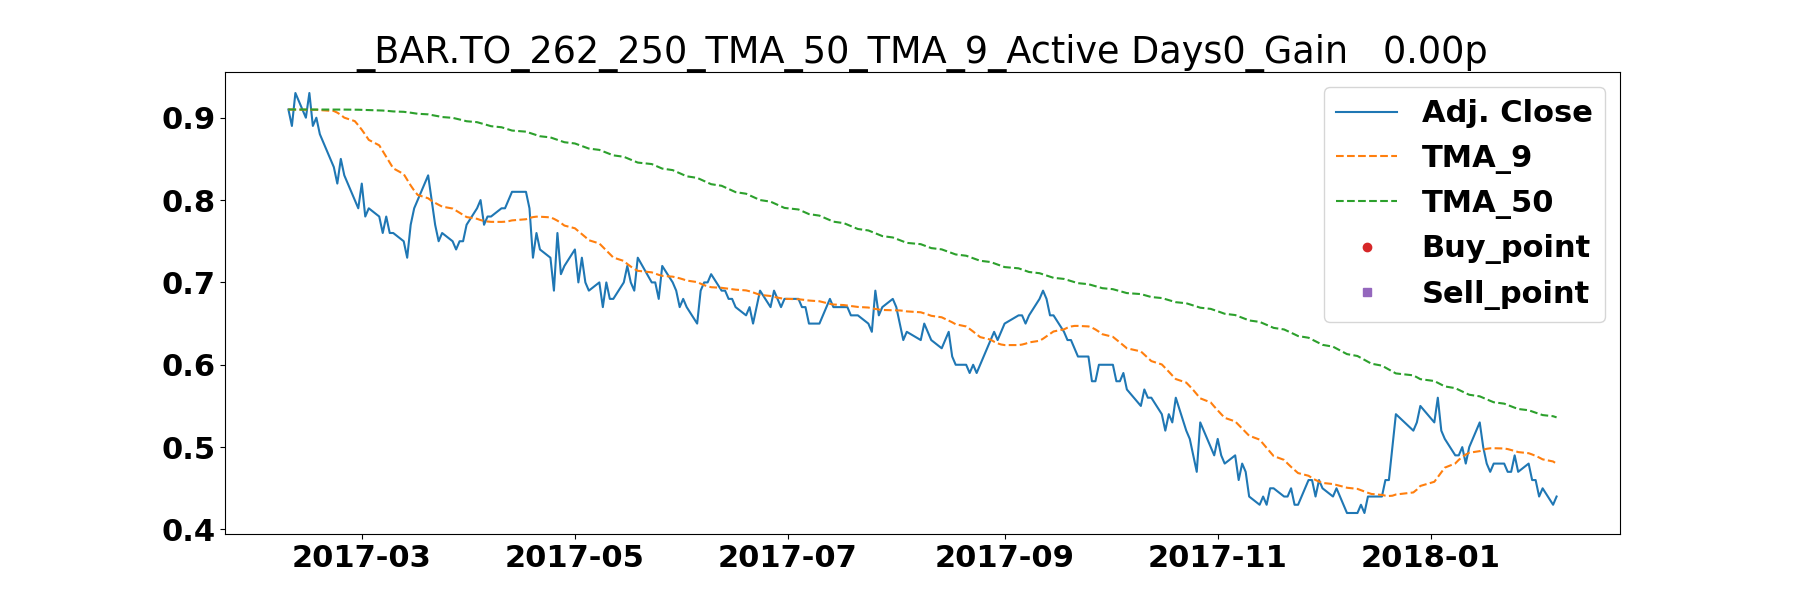 _BAR.TO_262_250_TMA_50_TMA_9_Active Days0_Gain   0.00p
0.9
0.8
0.7
0.6
0.5
0.4
Adj. Close
TMA_9
TMA_50
Buy_point
Sell_point
2017-03 2017-05 2017-07 2017-09 2017-11 2018-01